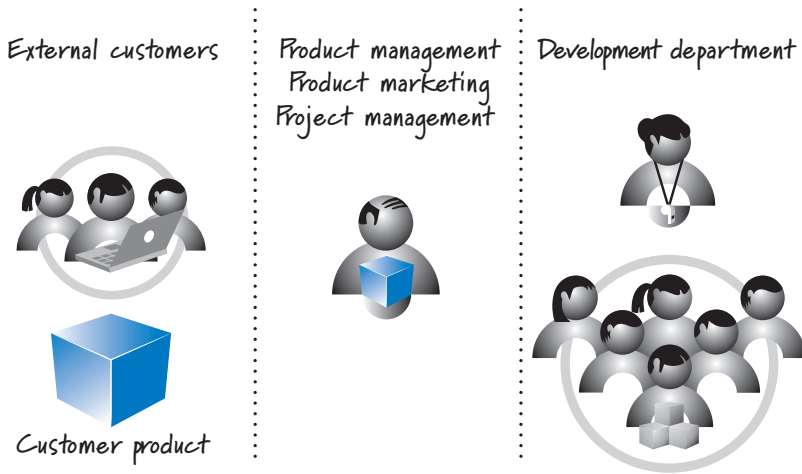 External customers
Product management
Product marketing
Project management
Development department
Customer product